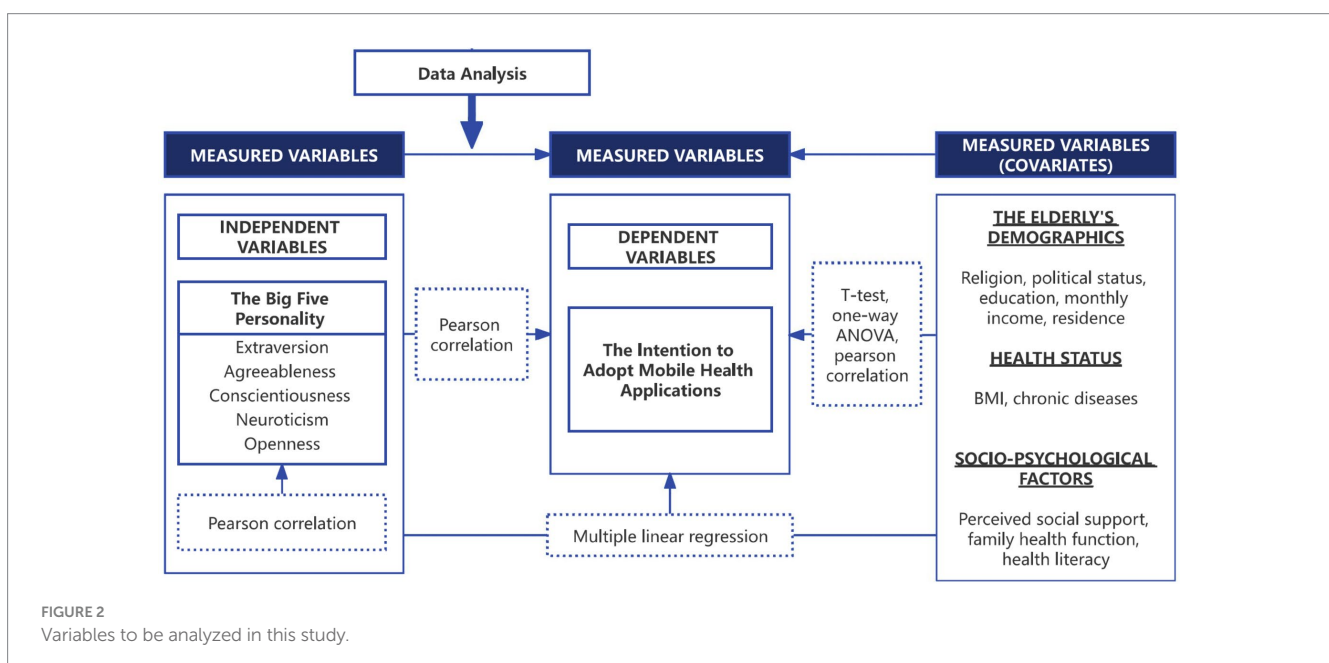 Data Analysis
MEASURED VARIABLES
MEASURED VARIABLES
MEASURED VARIABLES
(COVARIATES)
INDEPENDENT
VARIABLES
The Big Five
Personality
Extraversion
Agreeableness
Conscientiousness
Neuroticism
Openness
Pearson correlation
Pearson
correlation
DEPENDENT
VARIABLES
The Intention to
Adopt Mobile Health
Applications
Multiple linear regression
T-test,
one-way
ANOVA,
pearson
correlation
THE ELDERLY'S
DEMOGRAPHICS
Religion, political status,
education, monthly
income, residence
HEALTH STATUS
BMI, chronic diseases
SOCIO-PSYCHOLOGICAL
FACTORS
Perceived social support,
family health function,
health literacy
FIGURE 2
Variables to be analyzed in this study.